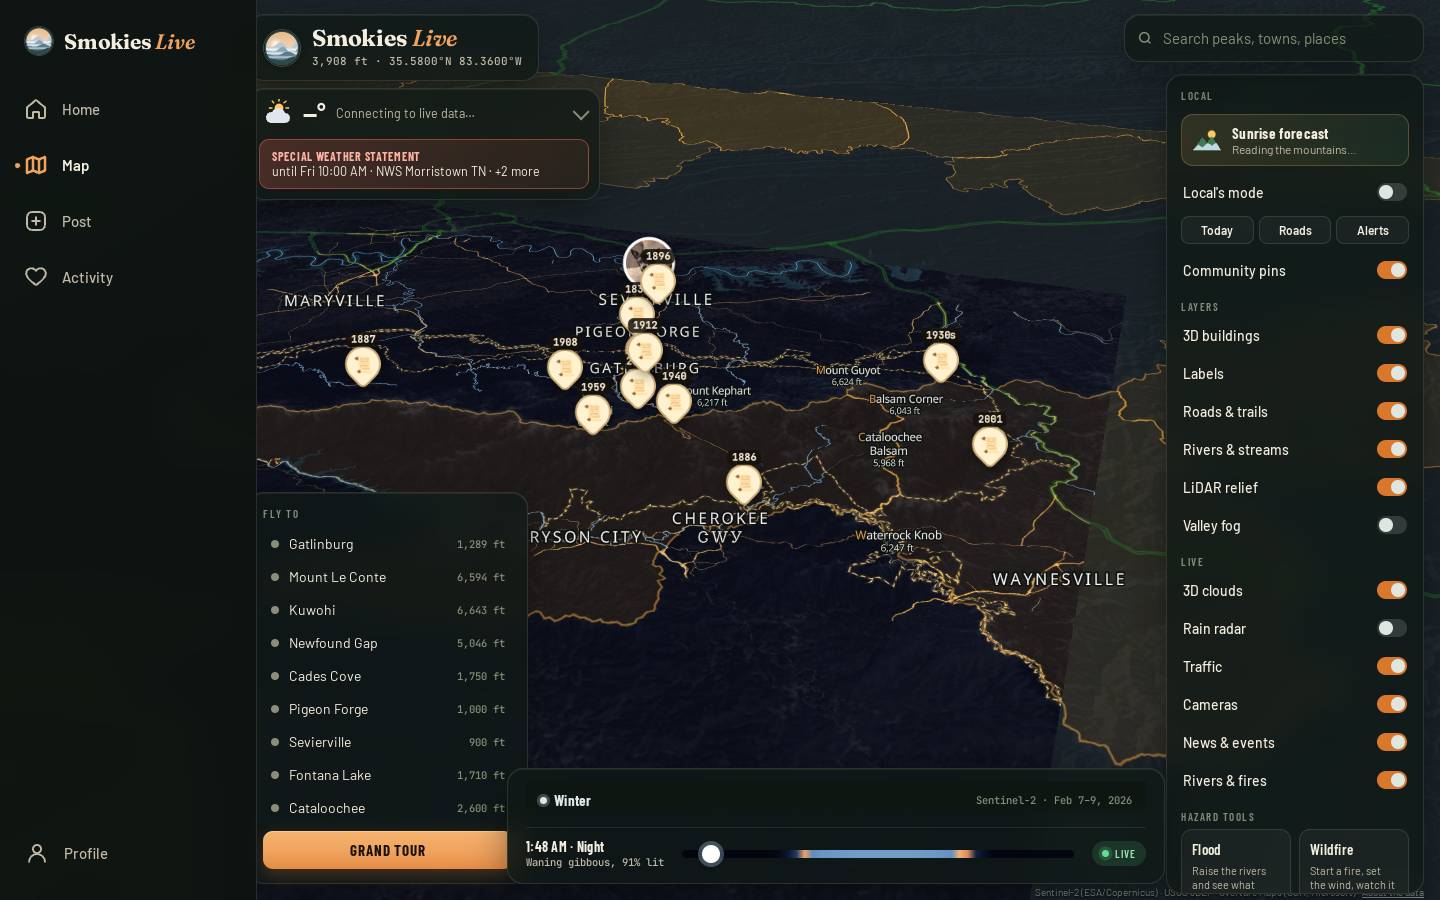 Smokies Live
Home
Map
Post
Activity
Profile
Smokies Live
3,908 ft · 35.5800°N 83.3600°W
Connecting to live data…
SPECIAL WEATHER STATEMENT
until Fri 10:00 AM · NWS Morristown TN · +2 more
Search peaks, towns, places
MARYVILLE
1896
1887
1908
1912
1940
1959
1930s
2001
1886
Mount Guyot
6,624 ft
Balsam Corner
6,043 ft
Cataloochee
Balsam
5,968 ft
6,217 ft
CHEROKEE
ᏣᎳᎩ
Waterrock Knob
6,247 ft
WAYNESVILLE
CITY
FLY TO
Gatlinburg 1,289 ft
Mount Le Conte 6,594 ft
Kuwohi 6,643 ft
Newfound Gap 5,046 ft
Cades Cove 1,750 ft
Pigeon Forge 1,000 ft
Sevierville 900 ft
Fontana Lake 1,710 ft
Cataloochee 2,600 ft
GRAND TOUR
Winter
Sentinel-2 · Feb 7–9, 2026
1:48 AM · Night
Waning gibbous, 91% lit
LIVE
LOCAL
Sunrise forecast
Reading the mountains…
Local's mode
Today Roads Alerts
Community pins
LAYERS
3D buildings
Labels
Roads & trails
Rivers & streams
LiDAR relief
Valley fog
LIVE
3D clouds
Rain radar
Traffic
Cameras
News & events
Rivers & fires
HAZARD TOOLS
Flood
Raise the rivers
and see what
Wildfire
Start a fire, set
the wind, watch it
Sentinel-2 (ESA/Copernicus)